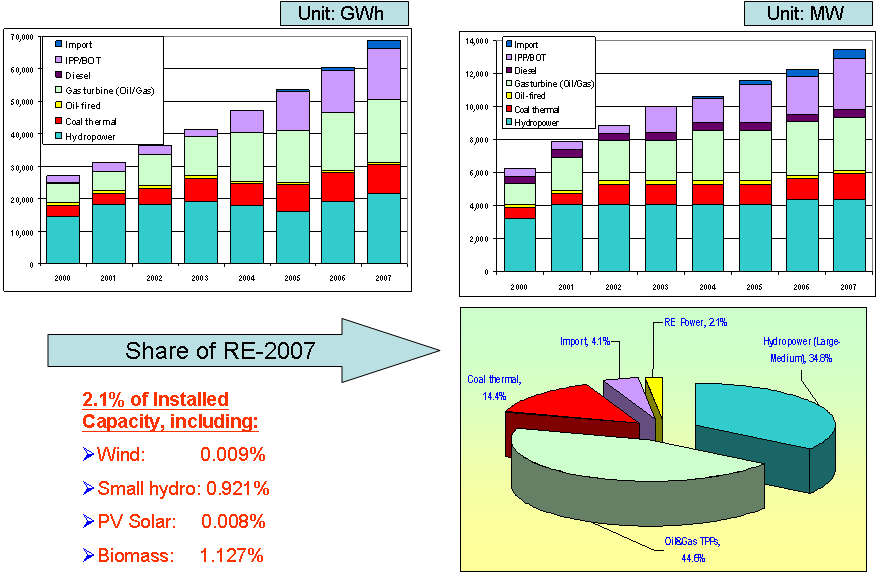 Unit: GWh
Unit: MW
70,000
60,000
50,000
40,000
30,000
20,000
10,000
0
Import
IPP/BOT
Diesel
Gasturbine (Oil/Gas)
Oil-fired
Coal thermal
Hydropower
2000 2001 2002 2003 2004 2005 2006 2007
14,000
12,000
10,000
8,000
6,000
4,000
2,000
0
Import
IPP/BOT
Diesel
Gasturbine (Oil/Gas)
Oil-fired
Coal thermal
Hydropower
2000 2001 2002 2003 2004 2005 2006 2007
Share of RE-2007
2.1% of Installed
Capacity, including:
Wind: 0.009%
Small hydro: 0.921%
PV Solar: 0.008%
Biomass: 1.127%
RE Power, 2.1%
Import, 4.1%
Hydropower (Large-
Medium), 34.8%
Coal thermal,
14.4%
Oil&Gas TPPs,
44.6%